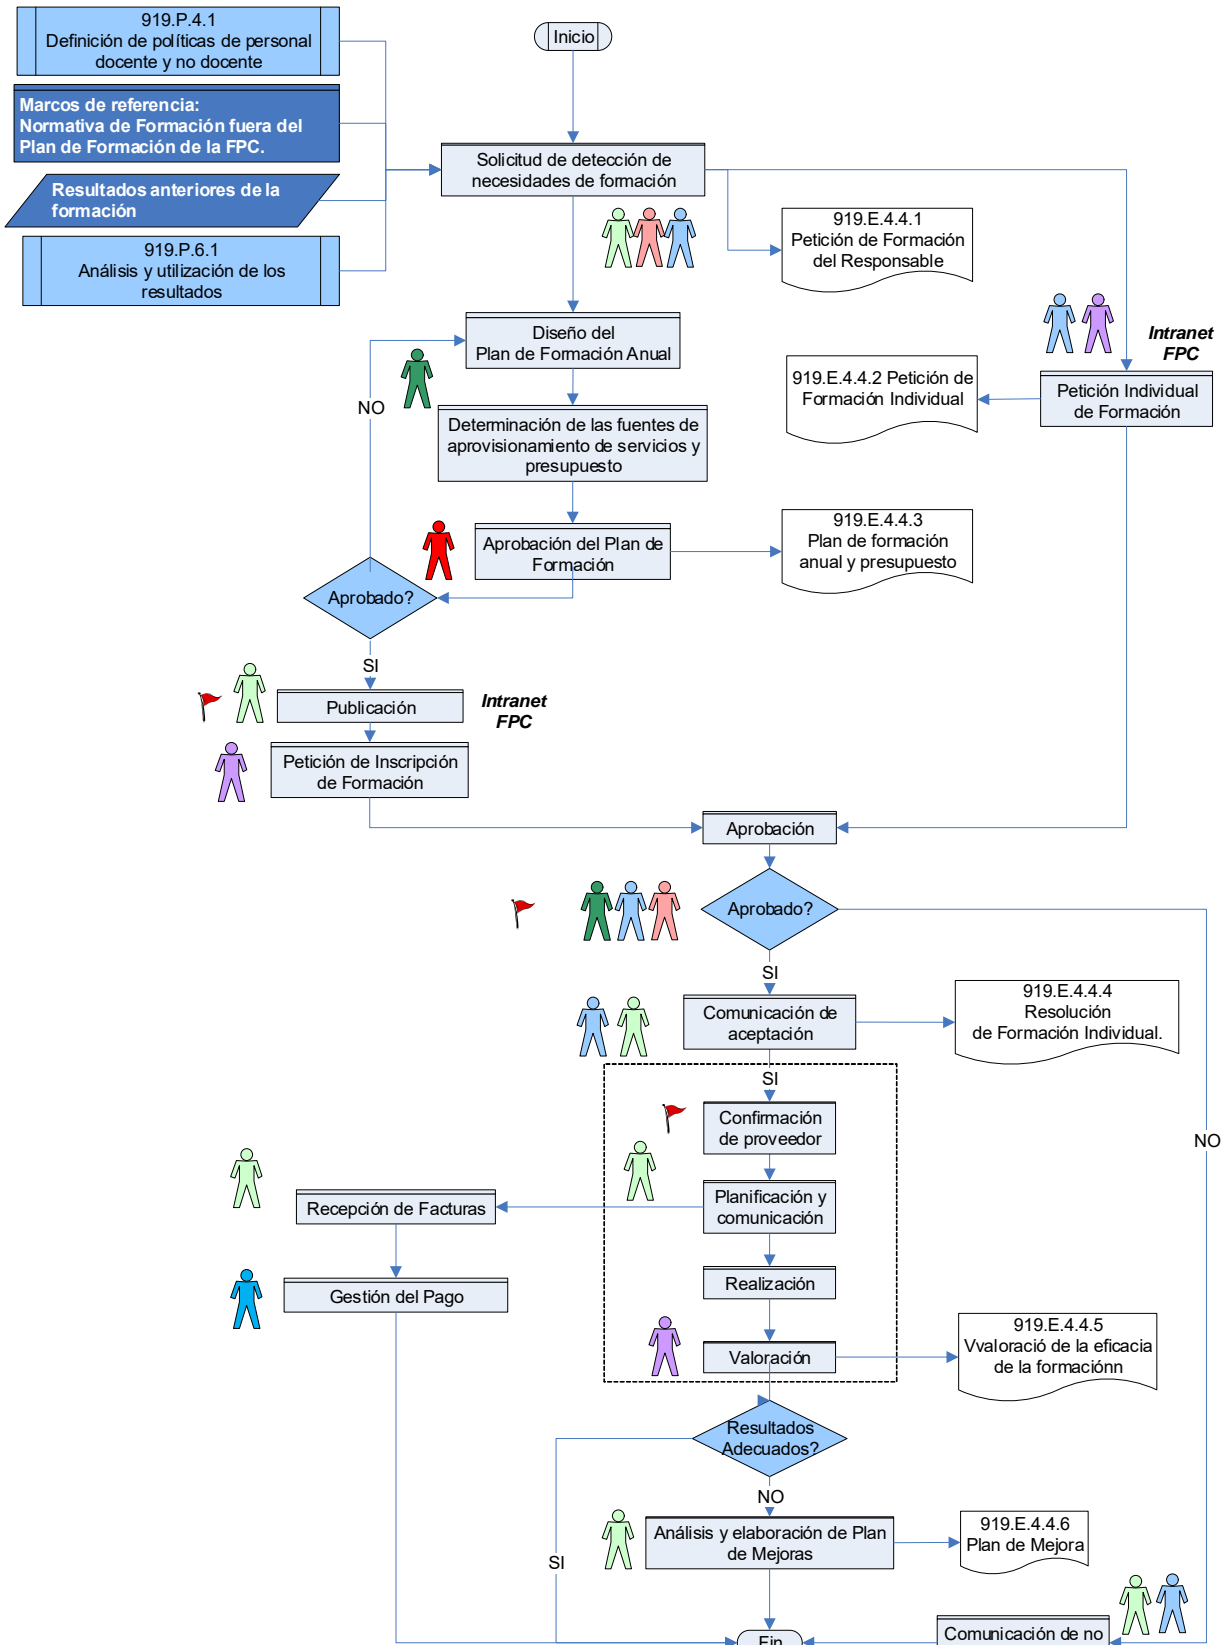 919.P.4.1
Definición de políticas de personal
docente y no docente
Inicio
Marcos de referencia:
Normativa de Formación fuera del
Plan de Formación de la FPC.
Solicitud de detección de
necesidades de formación
Resultados anteriores de la
formación
919.P.6.1
Análisis y utilización de los
resultados
919.E.4.4.1
Petición de Formación
del Responsable
Diseño del
Plan de Formación Anual
Intranet
FPC
919.E.4.4.2 Petición de
Formación Individual
Petición Individual
de Formación
NO
Determinación de las fuentes de
aprovisionamiento de servicios y
presupuesto
919.E.4.4.3
Plan de formación
anual y presupuesto
Aprobación del Plan de
Formación
Aprobado?
SI
Publicación
Intranet
FPC
Petición de Inscripción
de Formación
Aprobación
Aprobado?
SI
Comunicación de
aceptación
919.E.4.4.4
Resolución
de Formación Individual.
SI
Confirmación
de proveedor
NO
Planificación y
comunicación
Recepción de Facturas
Realización
Gestión del Pago
Valoración
919.E.4.4.5
Vvaloració de la eficacia
de la formaciónn
Resultados
Adecuados?
NO
Análisis y elaboración de Plan
de Mejoras
919.E.4.4.6
Plan de Mejora
SI
Fin
Comunicación de no